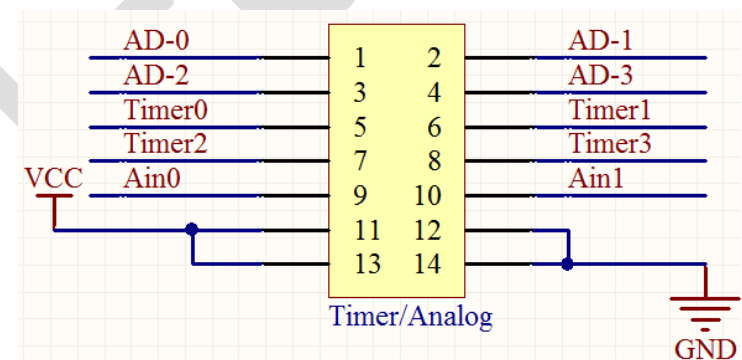 AD-0 1 2 AD-1
AD-2 3 4 AD-3
Timer0 5 6 Timer1
Timer2 7 8 Timer3
VCC Ain0 9 10 Ain1
11 12
13 14
Timer/Analog
GND